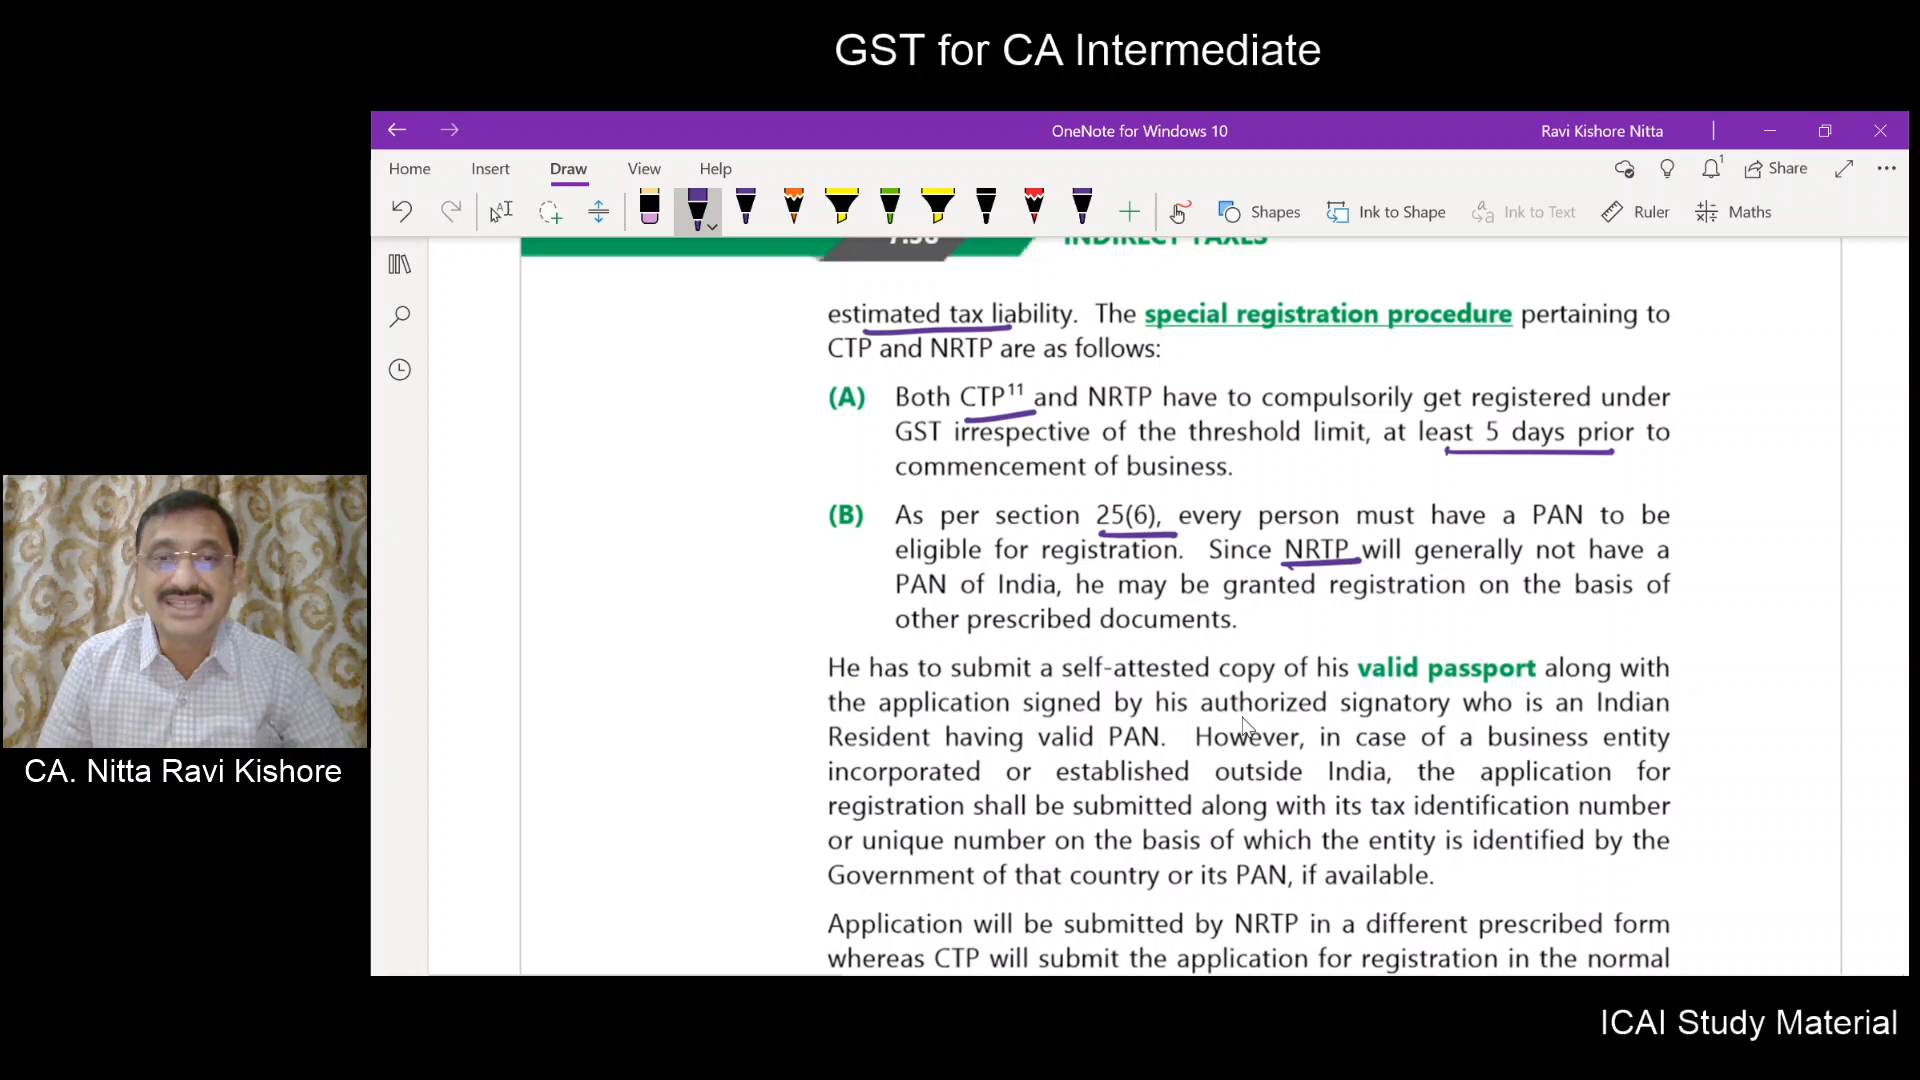 GST for CA Intermediate
OneNote for Windows 10
Ravi Kishore Nitta
Home Insert Draw View Help
Share
Shapes Ink to Shape Ink to Text Ruler Maths
INDIRECT TAXES
estimated tax liability. The special registration procedure pertaining to
CTP and NRTP are as follows:
(A) Both CTP11 and NRTP have to compulsorily get registered under
GST irrespective of the threshold limit, at least 5 days prior to
commencement of business.
(B) As per section 25(6), every person must have a PAN to be
eligible for registration. Since NRTP will generally not have a
PAN of India, he may be granted registration on the basis of
other prescribed documents.
He has to submit a self-attested copy of his valid passport along with
the application signed by his authorized signatory who is an Indian
Resident having valid PAN. However, in case of a business entity
incorporated or established outside India, the application for
registration shall be submitted along with its tax identification number
or unique number on the basis of which the entity is identified by the
Government of that country or its PAN, if available.
Application will be submitted by NRTP in a different prescribed form
whereas CTP will submit the application for registration in the normal
CA. Nitta Ravi Kishore
ICAI Study Material